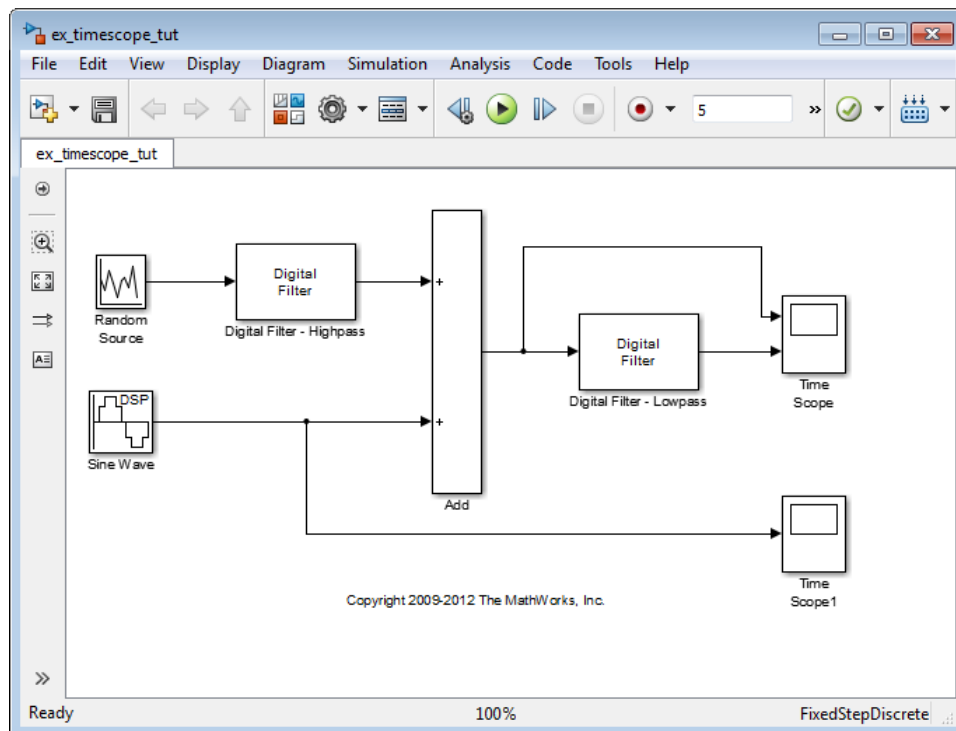 ex_timescope_tut
File Edit View Display Diagram Simulation Analysis Code Tools Help
5 »
ex_timescope_tut
Random
Source
Digital
Filter
Digital Filter - Highpass
+
Digital
Filter
Digital Filter - Lowpass
Time
Scope
DSP
Sine Wave
+
Add
Time
Scope1
Copyright 2009-2012 The MathWorks, Inc.
A
»
Ready 100% FixedStepDiscrete